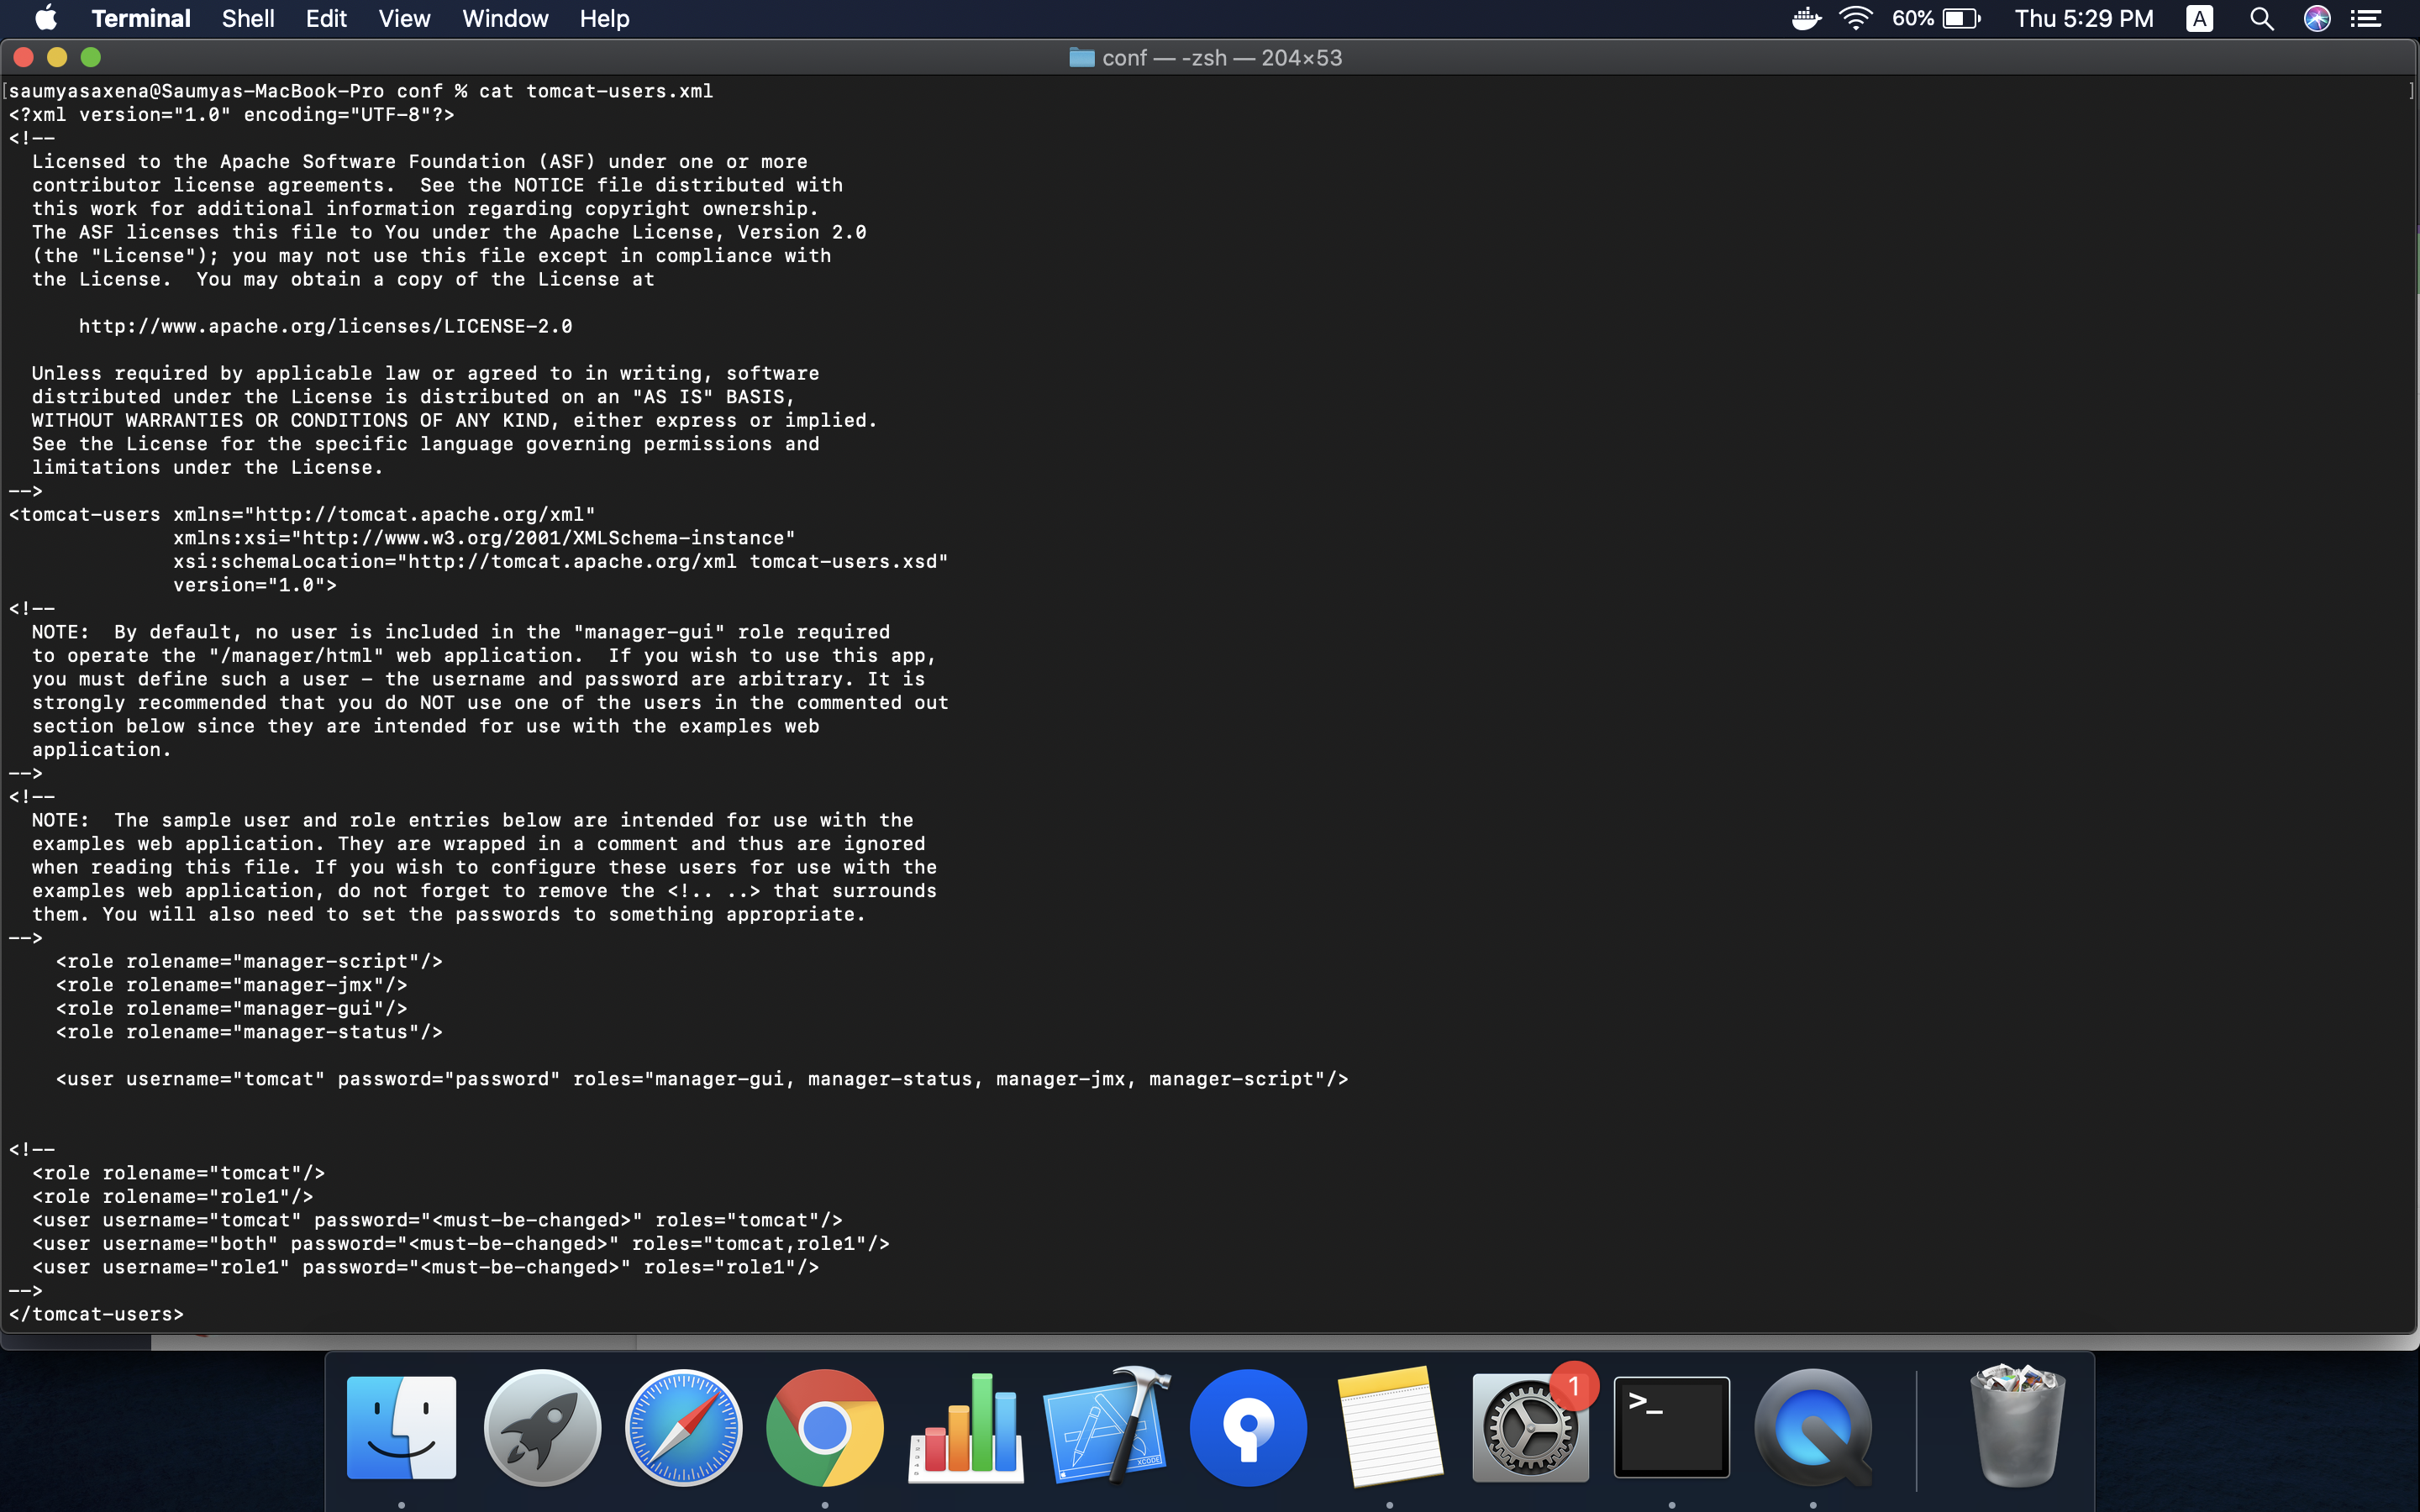 Terminal Shell Edit View Window Help 60% Thu 5:29 PM A
conf — -zsh — 204×53
[saumyasaxena@Saumyas-MacBook-Pro conf % cat tomcat-users.xml ]
<?xml version="1.0" encoding="UTF-8"?>
<!--
  Licensed to the Apache Software Foundation (ASF) under one or more
  contributor license agreements.  See the NOTICE file distributed with
  this work for additional information regarding copyright ownership.
  The ASF licenses this file to You under the Apache License, Version 2.0
  (the "License"); you may not use this file except in compliance with
  the License.  You may obtain a copy of the License at

      http://www.apache.org/licenses/LICENSE-2.0

  Unless required by applicable law or agreed to in writing, software
  distributed under the License is distributed on an "AS IS" BASIS,
  WITHOUT WARRANTIES OR CONDITIONS OF ANY KIND, either express or implied.
  See the License for the specific language governing permissions and
  limitations under the License.
-->
<tomcat-users xmlns="http://tomcat.apache.org/xml"
              xmlns:xsi="http://www.w3.org/2001/XMLSchema-instance"
              xsi:schemaLocation="http://tomcat.apache.org/xml tomcat-users.xsd"
              version="1.0">
<!--
  NOTE:  By default, no user is included in the "manager-gui" role required
  to operate the "/manager/html" web application.  If you wish to use this app,
  you must define such a user - the username and password are arbitrary. It is
  strongly recommended that you do NOT use one of the users in the commented out
  section below since they are intended for use with the examples web
  application.
-->
<!--
  NOTE:  The sample user and role entries below are intended for use with the
  examples web application. They are wrapped in a comment and thus are ignored
  when reading this file. If you wish to configure these users for use with the
  examples web application, do not forget to remove the <!.. ..> that surrounds
  them. You will also need to set the passwords to something appropriate.
-->
    <role rolename="manager-script"/>
    <role rolename="manager-jmx"/>
    <role rolename="manager-gui"/>
    <role rolename="manager-status"/>

    <user username="tomcat" password="password" roles="manager-gui, manager-status, manager-jmx, manager-script"/>


<!--
  <role rolename="tomcat"/>
  <role rolename="role1"/>
  <user username="tomcat" password="<must-be-changed>" roles="tomcat"/>
  <user username="both" password="<must-be-changed>" roles="tomcat,role1"/>
  <user username="role1" password="<must-be-changed>" roles="role1"/>
-->
</tomcat-users>
1
>_
XCODE